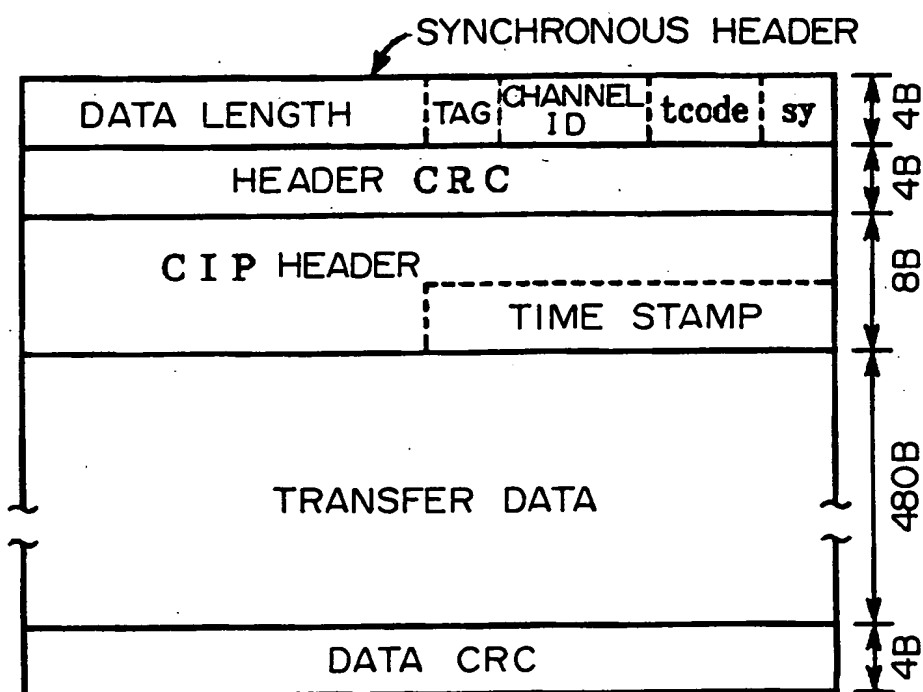 SYNCHRONOUS HEADER
DATA LENGTH TAG CHANNEL ID tcode sy 4B
HEADER CRC 4B
CIP HEADER 8B
TIME STAMP
TRANSFER DATA 480B
DATA CRC 4B